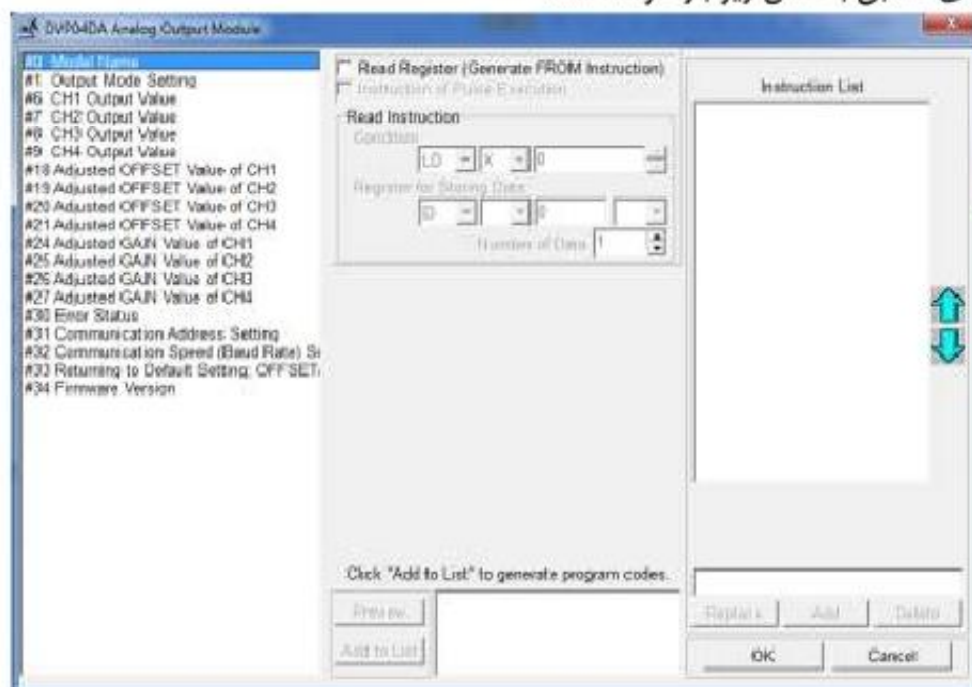 DVP04DA Analog Output Module
#0 Model Name
#1 Output Mode Setting
#6 CH1 Output Value
#7 CH2 Output Value
#8 CH3 Output Value
#9 CH4 Output Value
#18 Adjusted OFFSET Value of CH1
#19 Adjusted OFFSET Value of CH2
#20 Adjusted OFFSET Value of CH3
#21 Adjusted OFFSET Value of CH4
#24 Adjusted GAIN Value of CH1
#25 Adjusted GAIN Value of CH2
#26 Adjusted GAIN Value of CH3
#27 Adjusted GAIN Value of CH4
#30 Error Status
#31 Communication Address Setting
#32 Communication Speed (Baud Rate) Se
#33 Returning to Default Setting; OFFSET/
#34 Firmware Version
Read Register (Generate FROM Instruction)
Instruction of Pulse Execution
Read Instruction
Condition
LD X 0
Register for Storing Data
D 0
Number of Data 1
Click "Add to List" to generate program codes.
Preview
Add to List
Instruction List
Replace Add Delete
OK Cancel